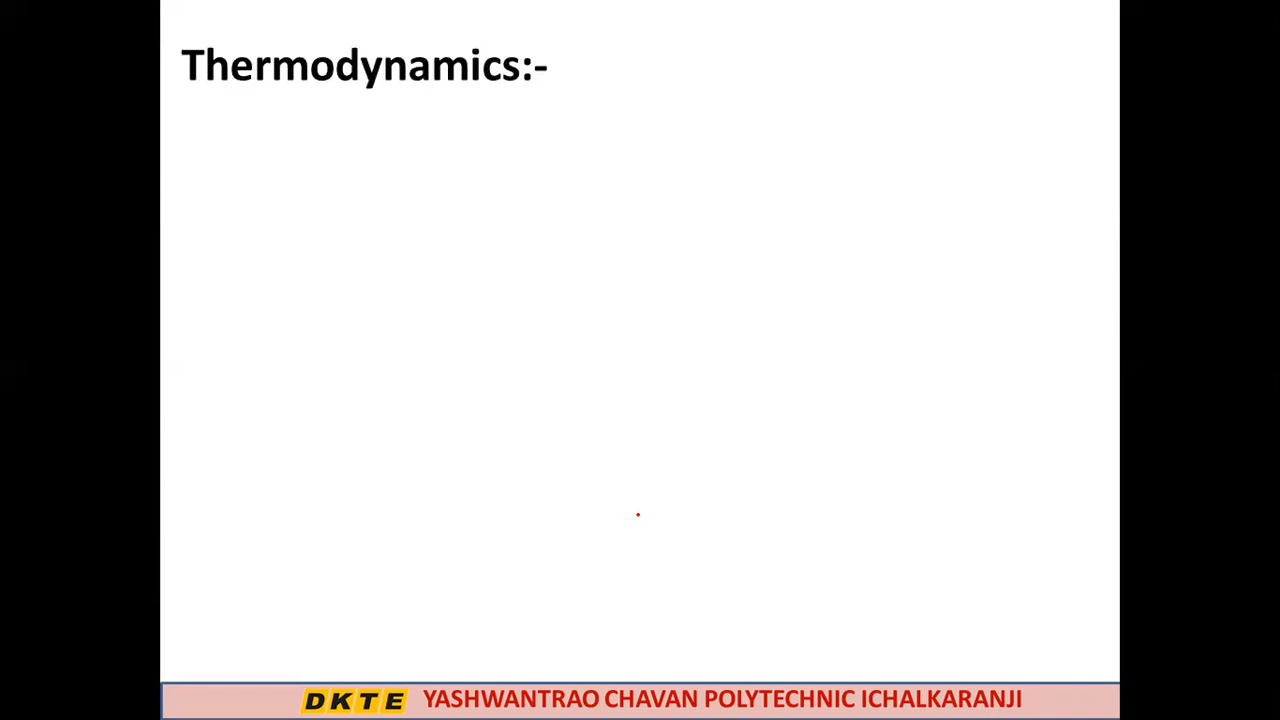 Thermodynamics:-
DKTE YASHWANTRAO CHAVAN POLYTECHNIC ICHALKARANJI